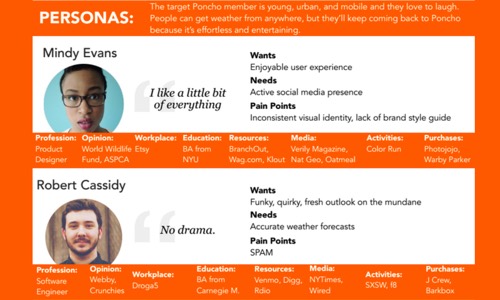 PERSONAS:
The target Poncho member is young, urban, and mobile and they love to laugh.
People can get weather from anywhere, but they'll keep coming back to Poncho
because it's effortless and entertaining.
Mindy Evans
I like a little bit
of everything
Wants
Enjoyable user experience
Needs
Active social media presence
Pain Points
Inconsistent visual identity, lack of brand style guide
Profession:
Product
Designer
Opinion:
World Wildlife
Fund, ASPCA
Workplace:
Etsy
Education:
BA from
NYU
Resources:
BranchOut,
Wag.com, Klout
Media:
Verily Magazine,
Nat Geo, Oatmeal
Activities:
Color Run
Purchases:
Photojojo,
Warby Parker
Robert Cassidy
No drama.
Wants
Funky, quirky, fresh outlook on the mundane
Needs
Accurate weather forecasts
Pain Points
SPAM
Profession:
Software
Engineer
Opinion:
Webby,
Crunchies
Workplace:
Droga5
Education:
BA from
Carnegie M.
Resources:
Venmo, Digg,
Rdio
Media:
NYTimes,
Wired
Activities:
SXSW, f8
Purchases:
J Crew,
Barkbox